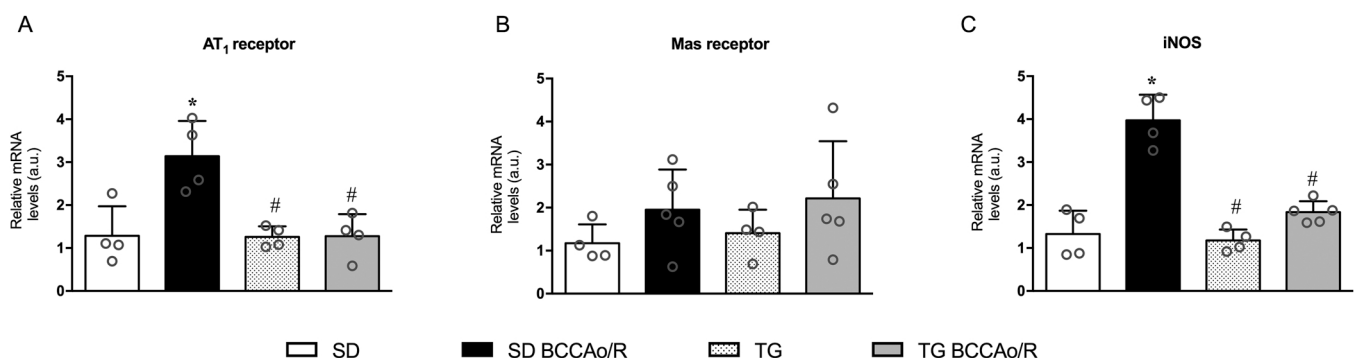 A
AT1 receptor
Relative mRNA
levels (a.u.)
5
4
3
2
1
0
*
#
#
B
Mas receptor
Relative mRNA
levels (a.u.)
5
4
3
2
1
0
C
iNOS
Relative mRNA
levels (a.u.)
5
4
3
2
1
0
*
#
#
SD
SD BCCAo/R
TG
TG BCCAo/R